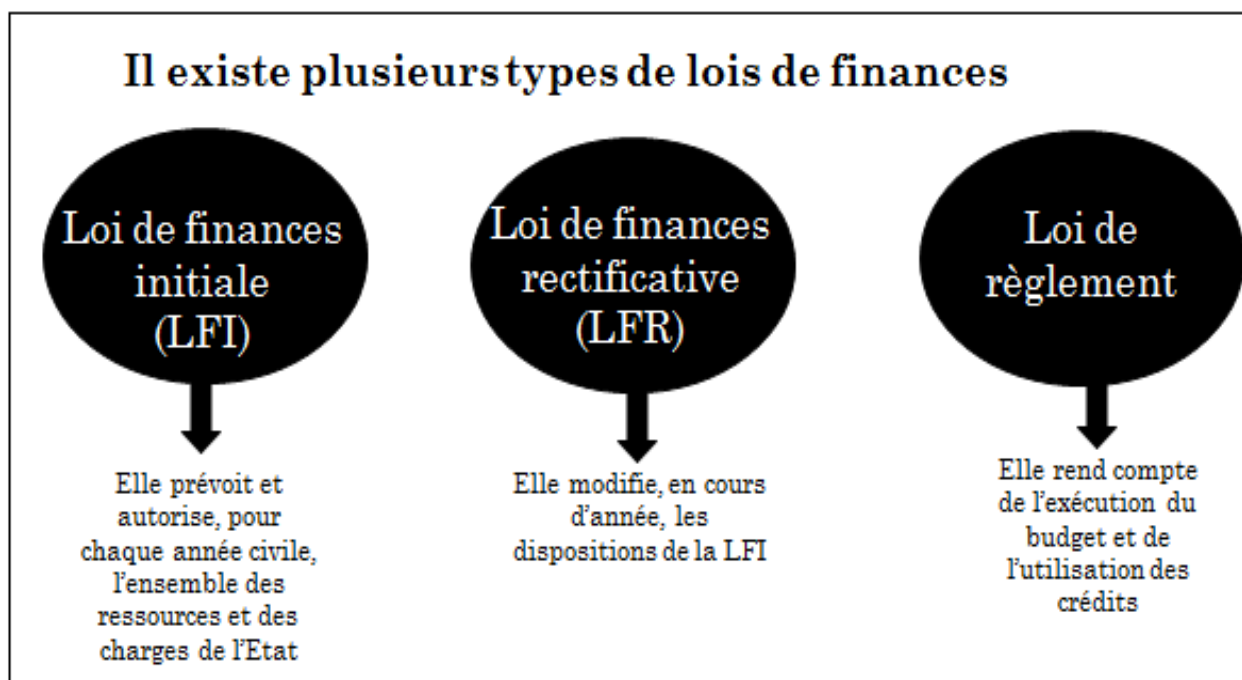 Il existe plusieurs types de lois de finances
Loi de finances
initiale
(LFI)
Loi de finances
rectificative
(LFR)
Loi de
règlement
Elle prévoit et
autorise, pour
chaque année civile,
l'ensemble des
ressources et des
charges de l'Etat
Elle modifie, en cours
d'année, les
dispositions de la LFI
Elle rend compte
de l'exécution du
budget et de
l'utilisation des
crédits